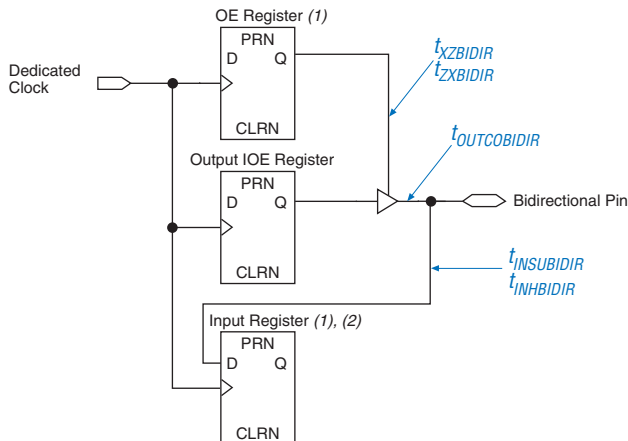 OE Register (1)
PRN
D Q
CLRN
Dedicated
Clock
tXZBIDIR
tZXBIDIR
tOUTCOBIDIR
Output IOE Register
PRN
D Q
CLRN
Bidirectional Pin
tINSUBIDIR
tINHBIDIR
Input Register (1), (2)
PRN
D Q
CLRN